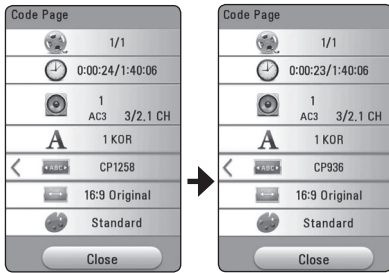 Code Page
1/1
0:00:24/1:40:06
1
AC3 3/2.1 CH
A 1 KOR
ABC CP1258
16:9 Original
Standard
Close
Code Page
1/1
0:00:23/1:40:06
1
AC3 3/2.1 CH
A 1 KOR
ABC CP936
16:9 Original
Standard
Close